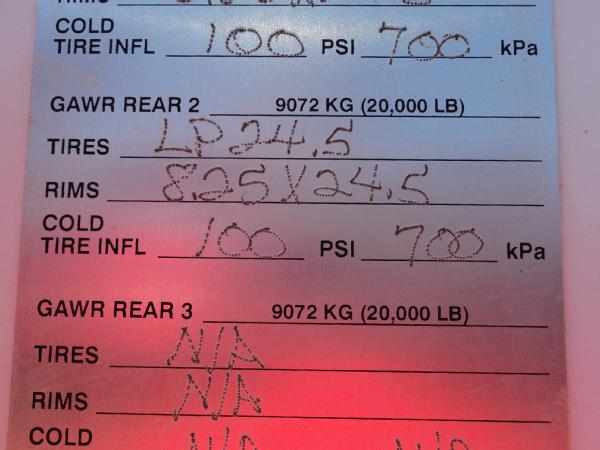 RIMS
COLD
TIRE INFL 100 PSI 700 kPa
GAWR REAR 2 9072 KG (20,000 LB)
TIRES LP24.5
RIMS 8.25X24.5
COLD
TIRE INFL 100 PSI 700 kPa
GAWR REAR 3 9072 KG (20,000 LB)
TIRES N/A
RIMS N/A
COLD N/A N/A